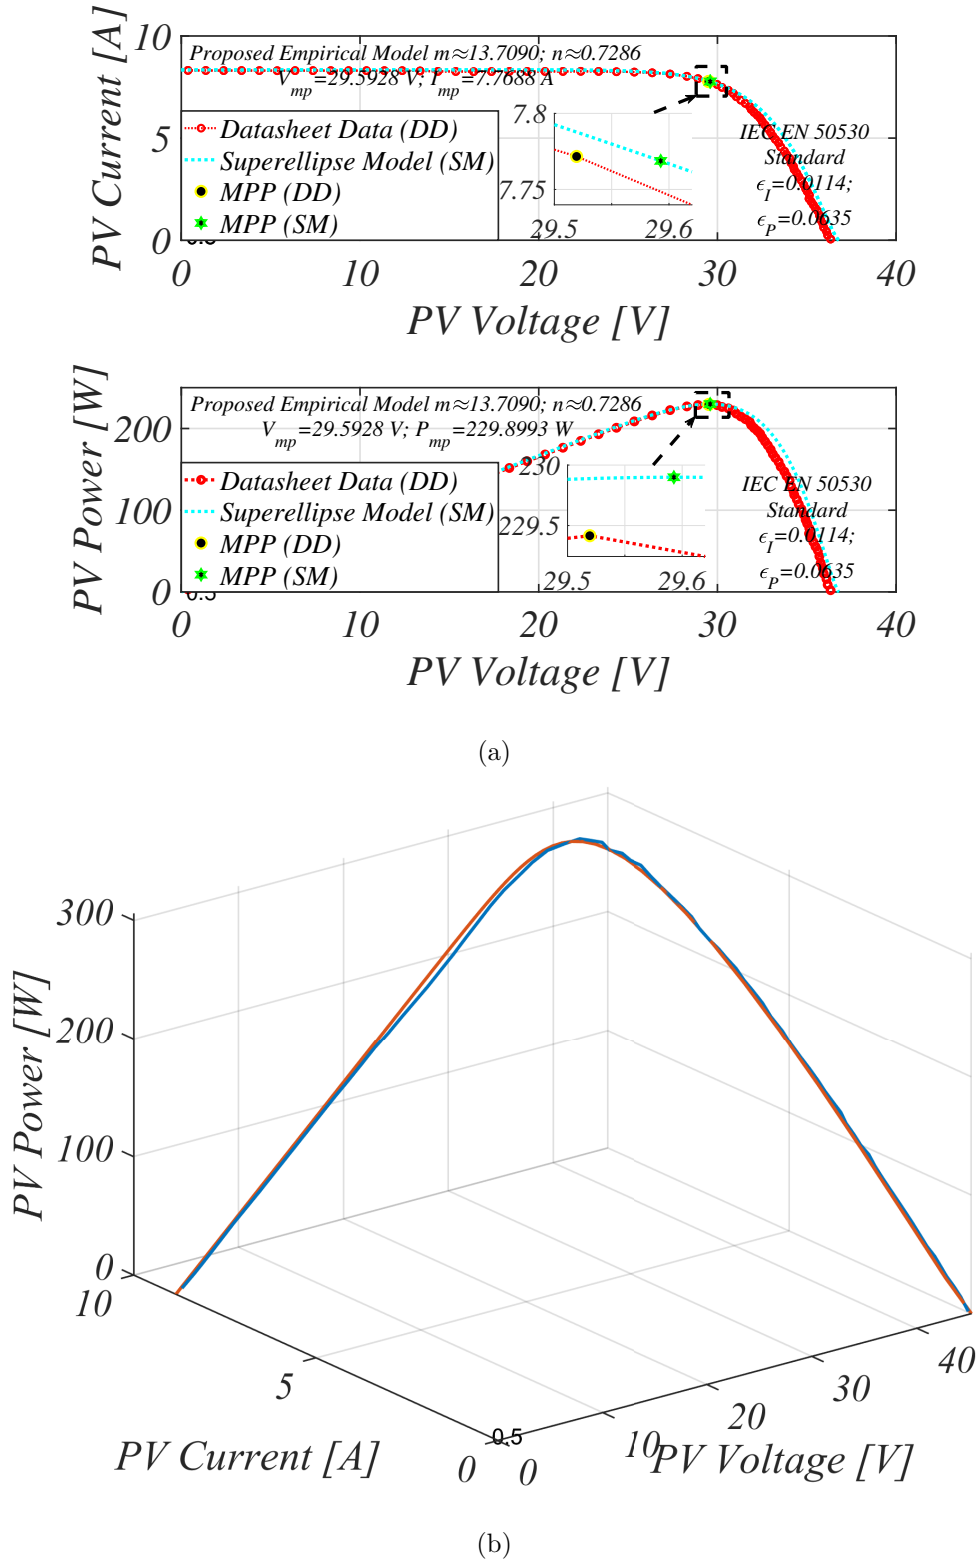 PV Current [A]
10
5
0
Proposed Empirical Model m≈13.7090; n≈0.7286
V_mp=29.5928 V; I_mp=7.7688 A
Datasheet Data (DD)
Superellipse Model (SM)
MPP (DD)
MPP (SM)
7.8
7.75
29.5 29.6
IEC EN 50530
Standard
ϵ_I=0.0114;
ϵ_P=0.0635
0.5
0 10 20 30 40
PV Voltage [V]
PV Power [W]
200
100
0
Proposed Empirical Model m≈13.7090; n≈0.7286
V_mp=29.5928 V; P_mp=229.8993 W
Datasheet Data (DD)
Superellipse Model (SM)
MPP (DD)
MPP (SM)
230
229.5
29.5 29.6
IEC EN 50530
Standard
ϵ_I=0.0114;
ϵ_P=0.0635
0.5
0 10 20 30 40
PV Voltage [V]
(a)
PV Power [W]
300
200
100
0
10
5
0
PV Current [A]
0.5
0
10
20
30
40
PV Voltage [V]
(b)